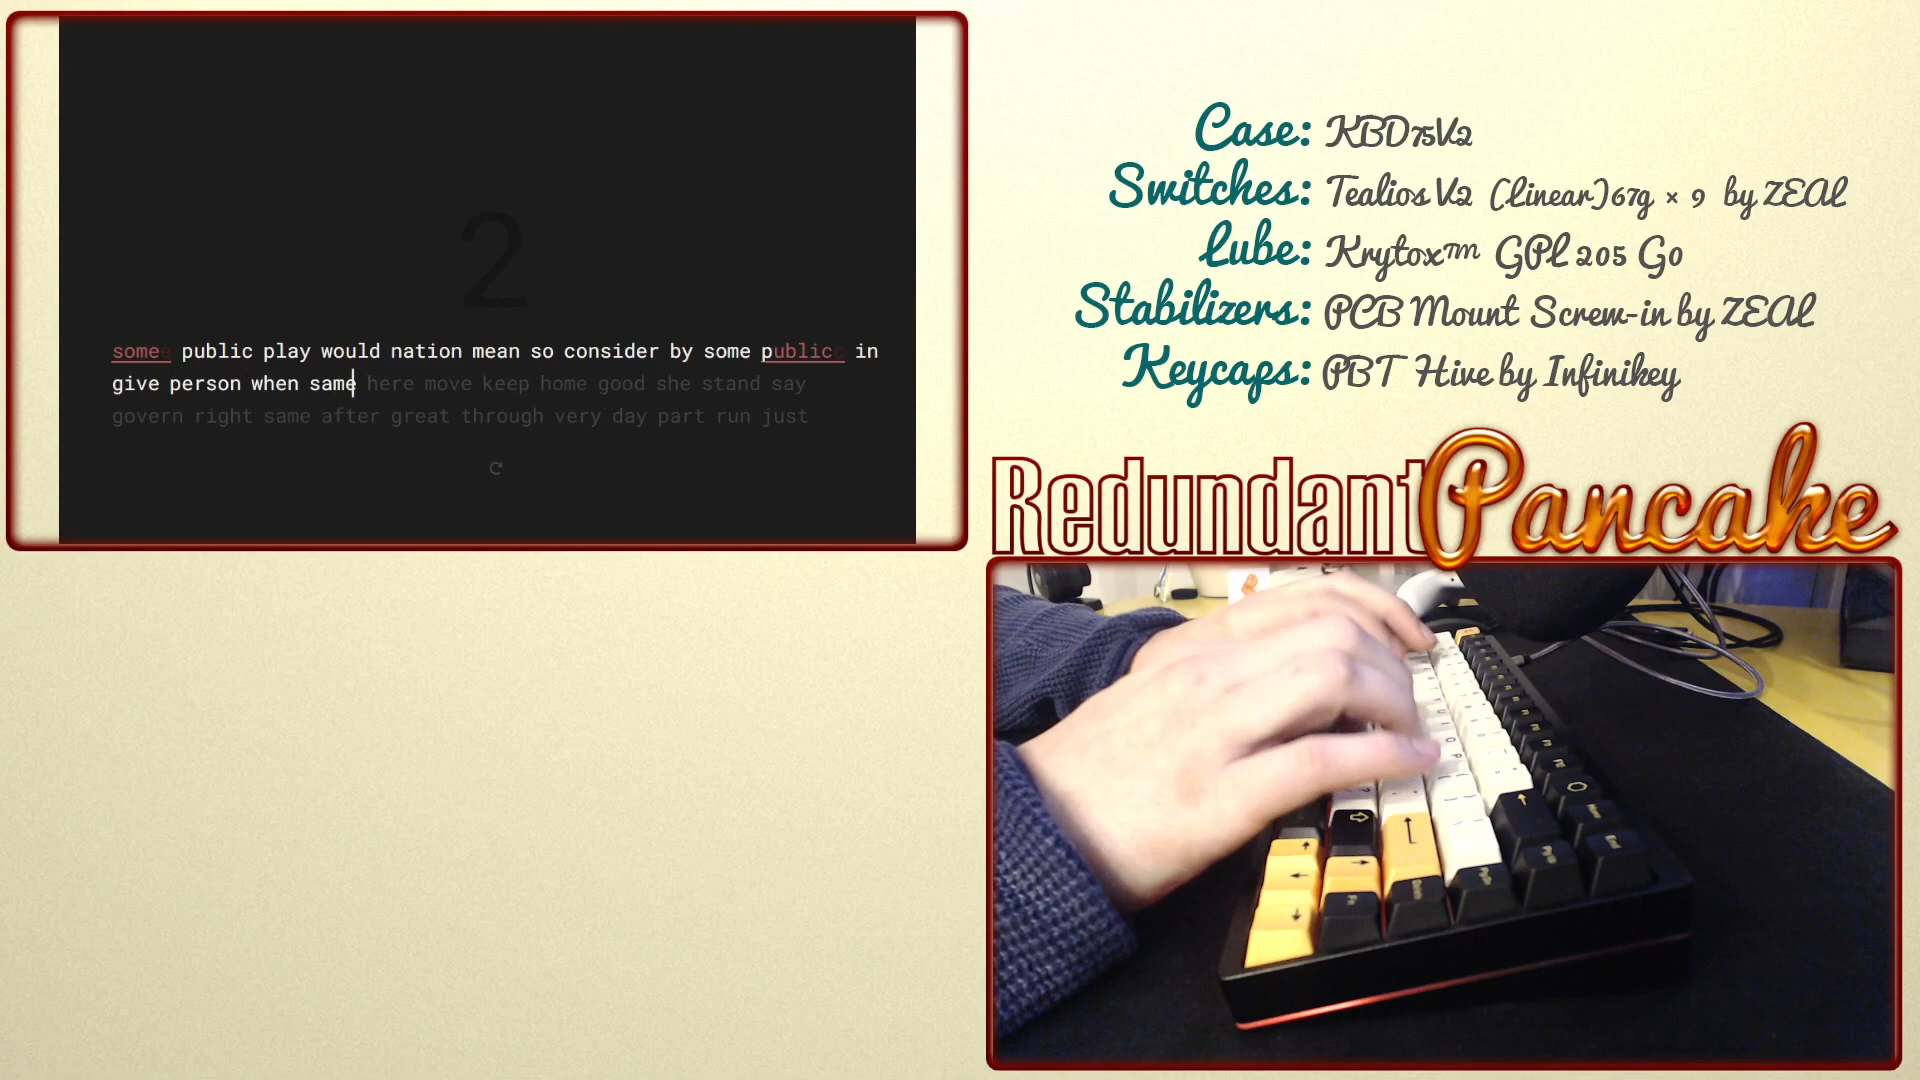 2
some public play would nation mean so consider by some public in
give person when same here move keep home good she stand say
govern right same after great through very day part run just
Case: KBD75V2
Switches: Tealios V2 (Linear) 67g × 9 by ZEAL
Lube: Krytox™ GPL 205 G0
Stabilizers: PCB Mount Screw-in by ZEAL
Keycaps: PBT Hive by Infinikey
Redundant Pancake